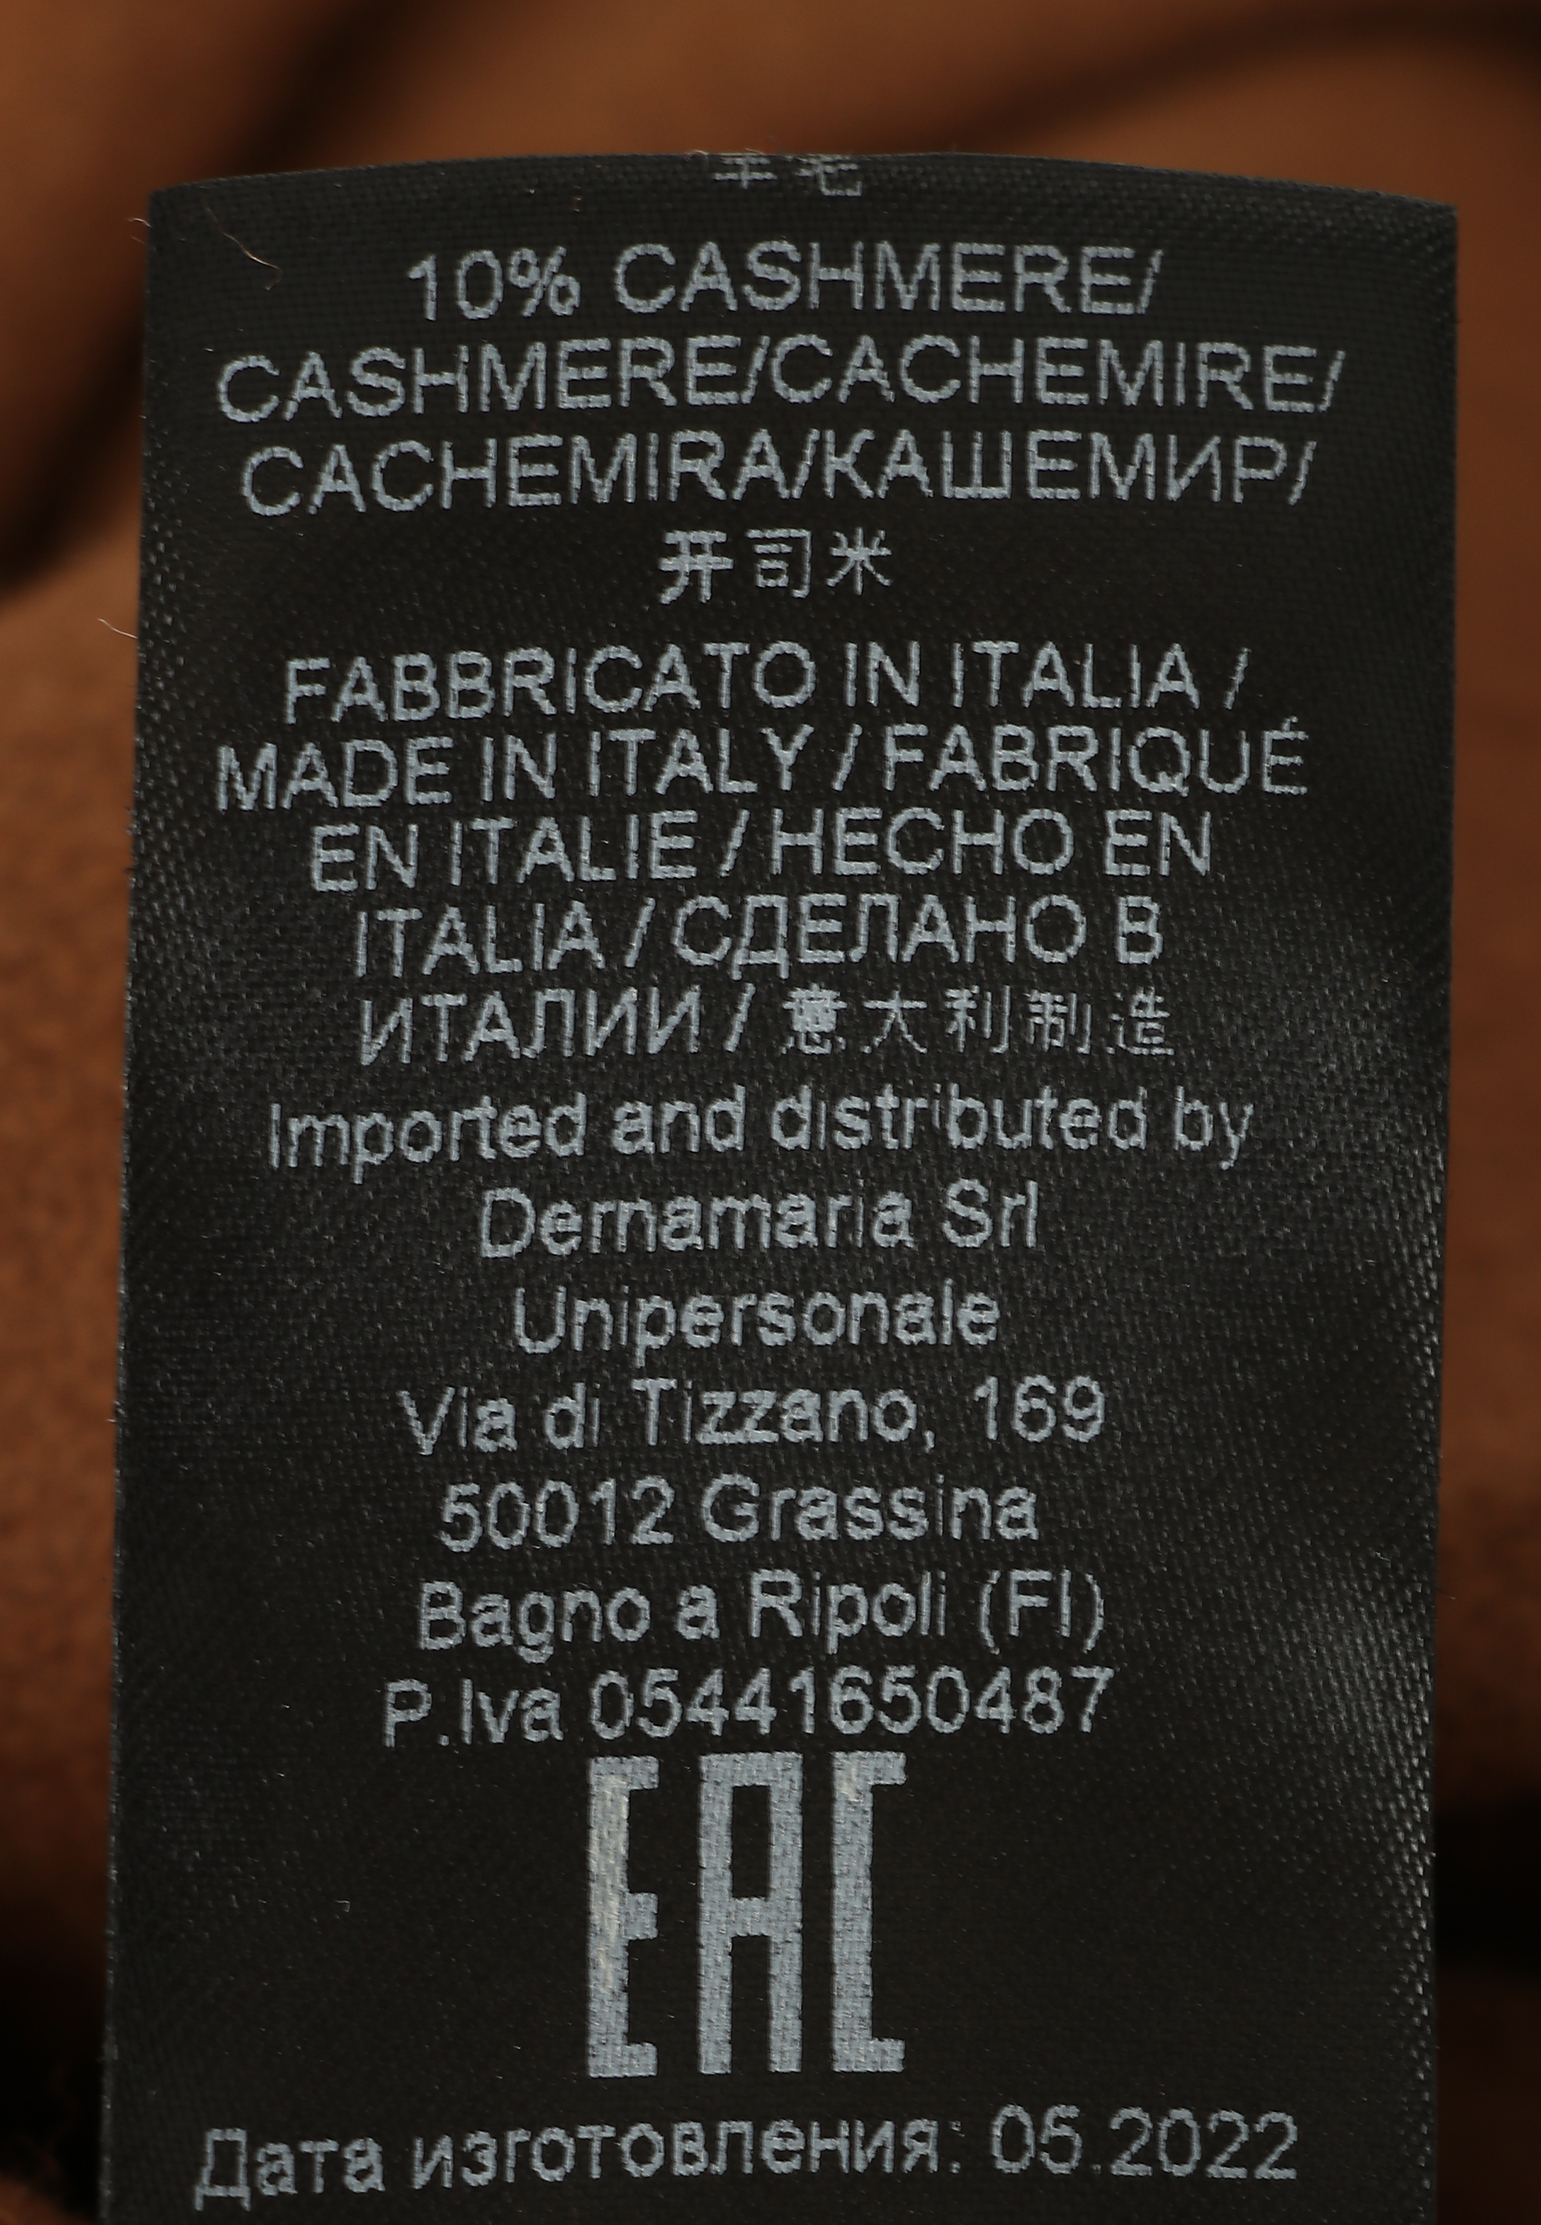 羊毛
10% CASHMERE/
CASHMERE/CACHEMIRE/
CACHEMIRA/КАШЕМИР/
开司米
FABBRICATO IN ITALIA /
MADE IN ITALY / FABRIQUÉ
EN ITALIE / HECHO EN
ITALIA / СДЕЛАНО В
ИТАЛИИ / 意大利制造
Imported and distributed by
Dernamaria Srl
Unipersonale
Via di Tizzano, 169
50012 Grassina
Bagno a Ripoli (FI)
P.Iva 05441650487
EAC
Дата изготовления: 05.2022